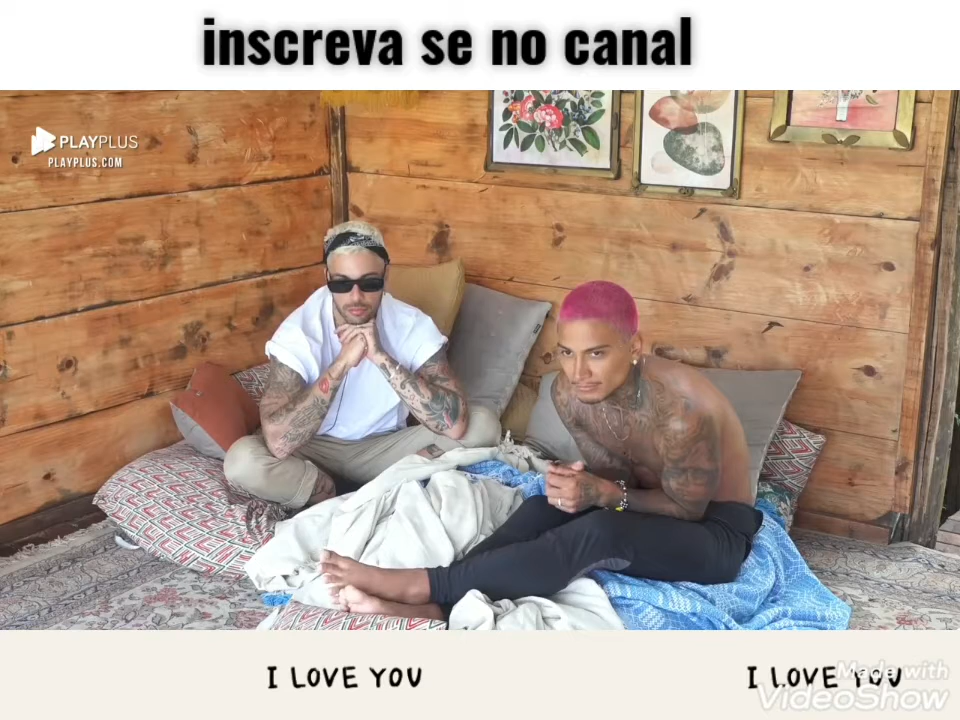 inscreva se no canal
PLAYPLUS
PLAYPLUS.COM
I LOVE YOU
I LOVE YOU
Made with
VideoShow